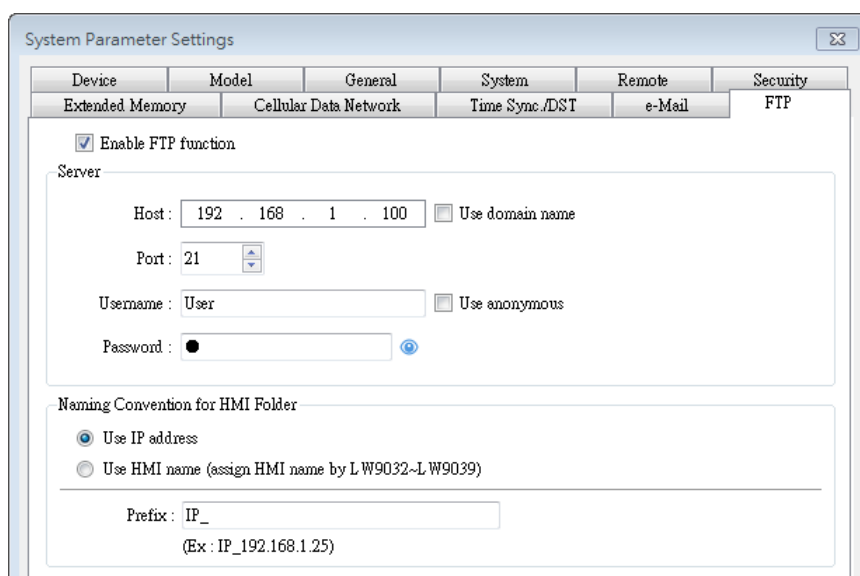 System Parameter Settings
Device Model General System Remote Security
Extended Memory Cellular Data Network Time Sync./DST e-Mail FTP
Enable FTP function
Server
Host : 192 . 168 . 1 . 100 Use domain name
Port : 21
Username : User Use anonymous
Password : ●
Naming Convention for HMI Folder
Use IP address
Use HMI name (assign HMI name by LW9032~LW9039)
Prefix : IP_
(Ex : IP_192.168.1.25)